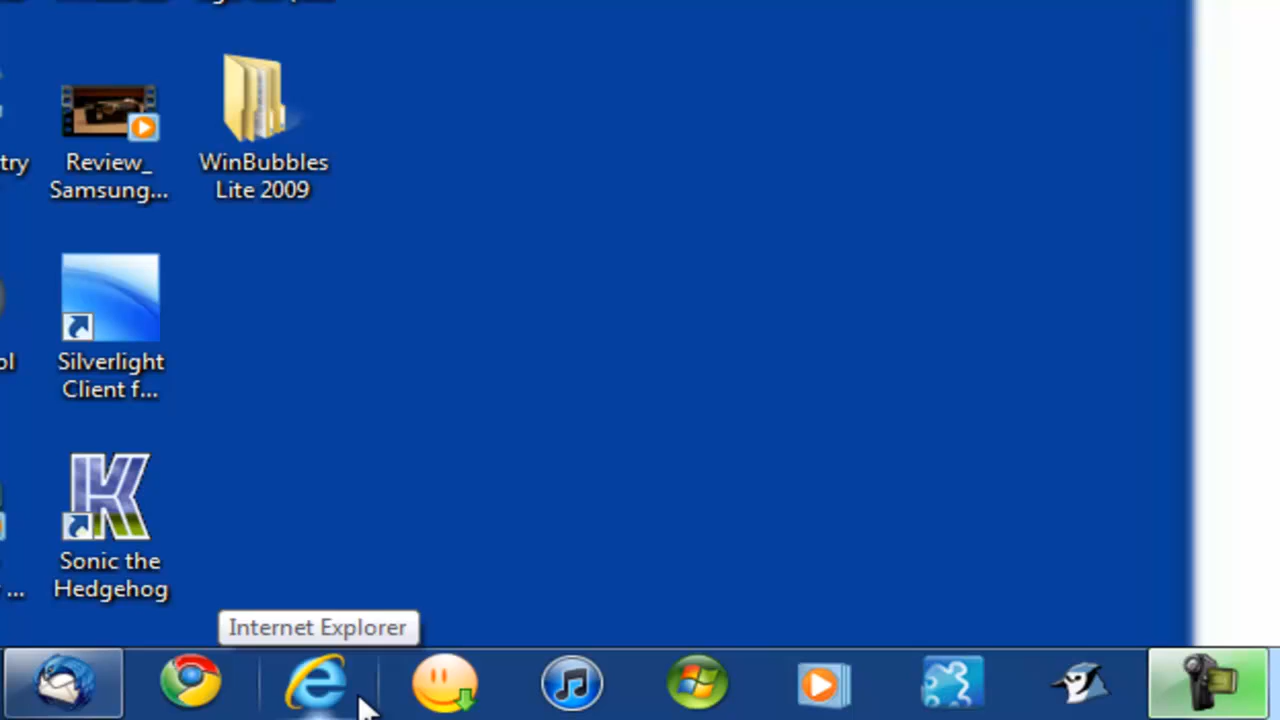 try
Review_
Samsung...
WinBubbles
Lite 2009
ol
Silverlight
Client f...
Sonic the
Hedgehog
...
Internet Explorer